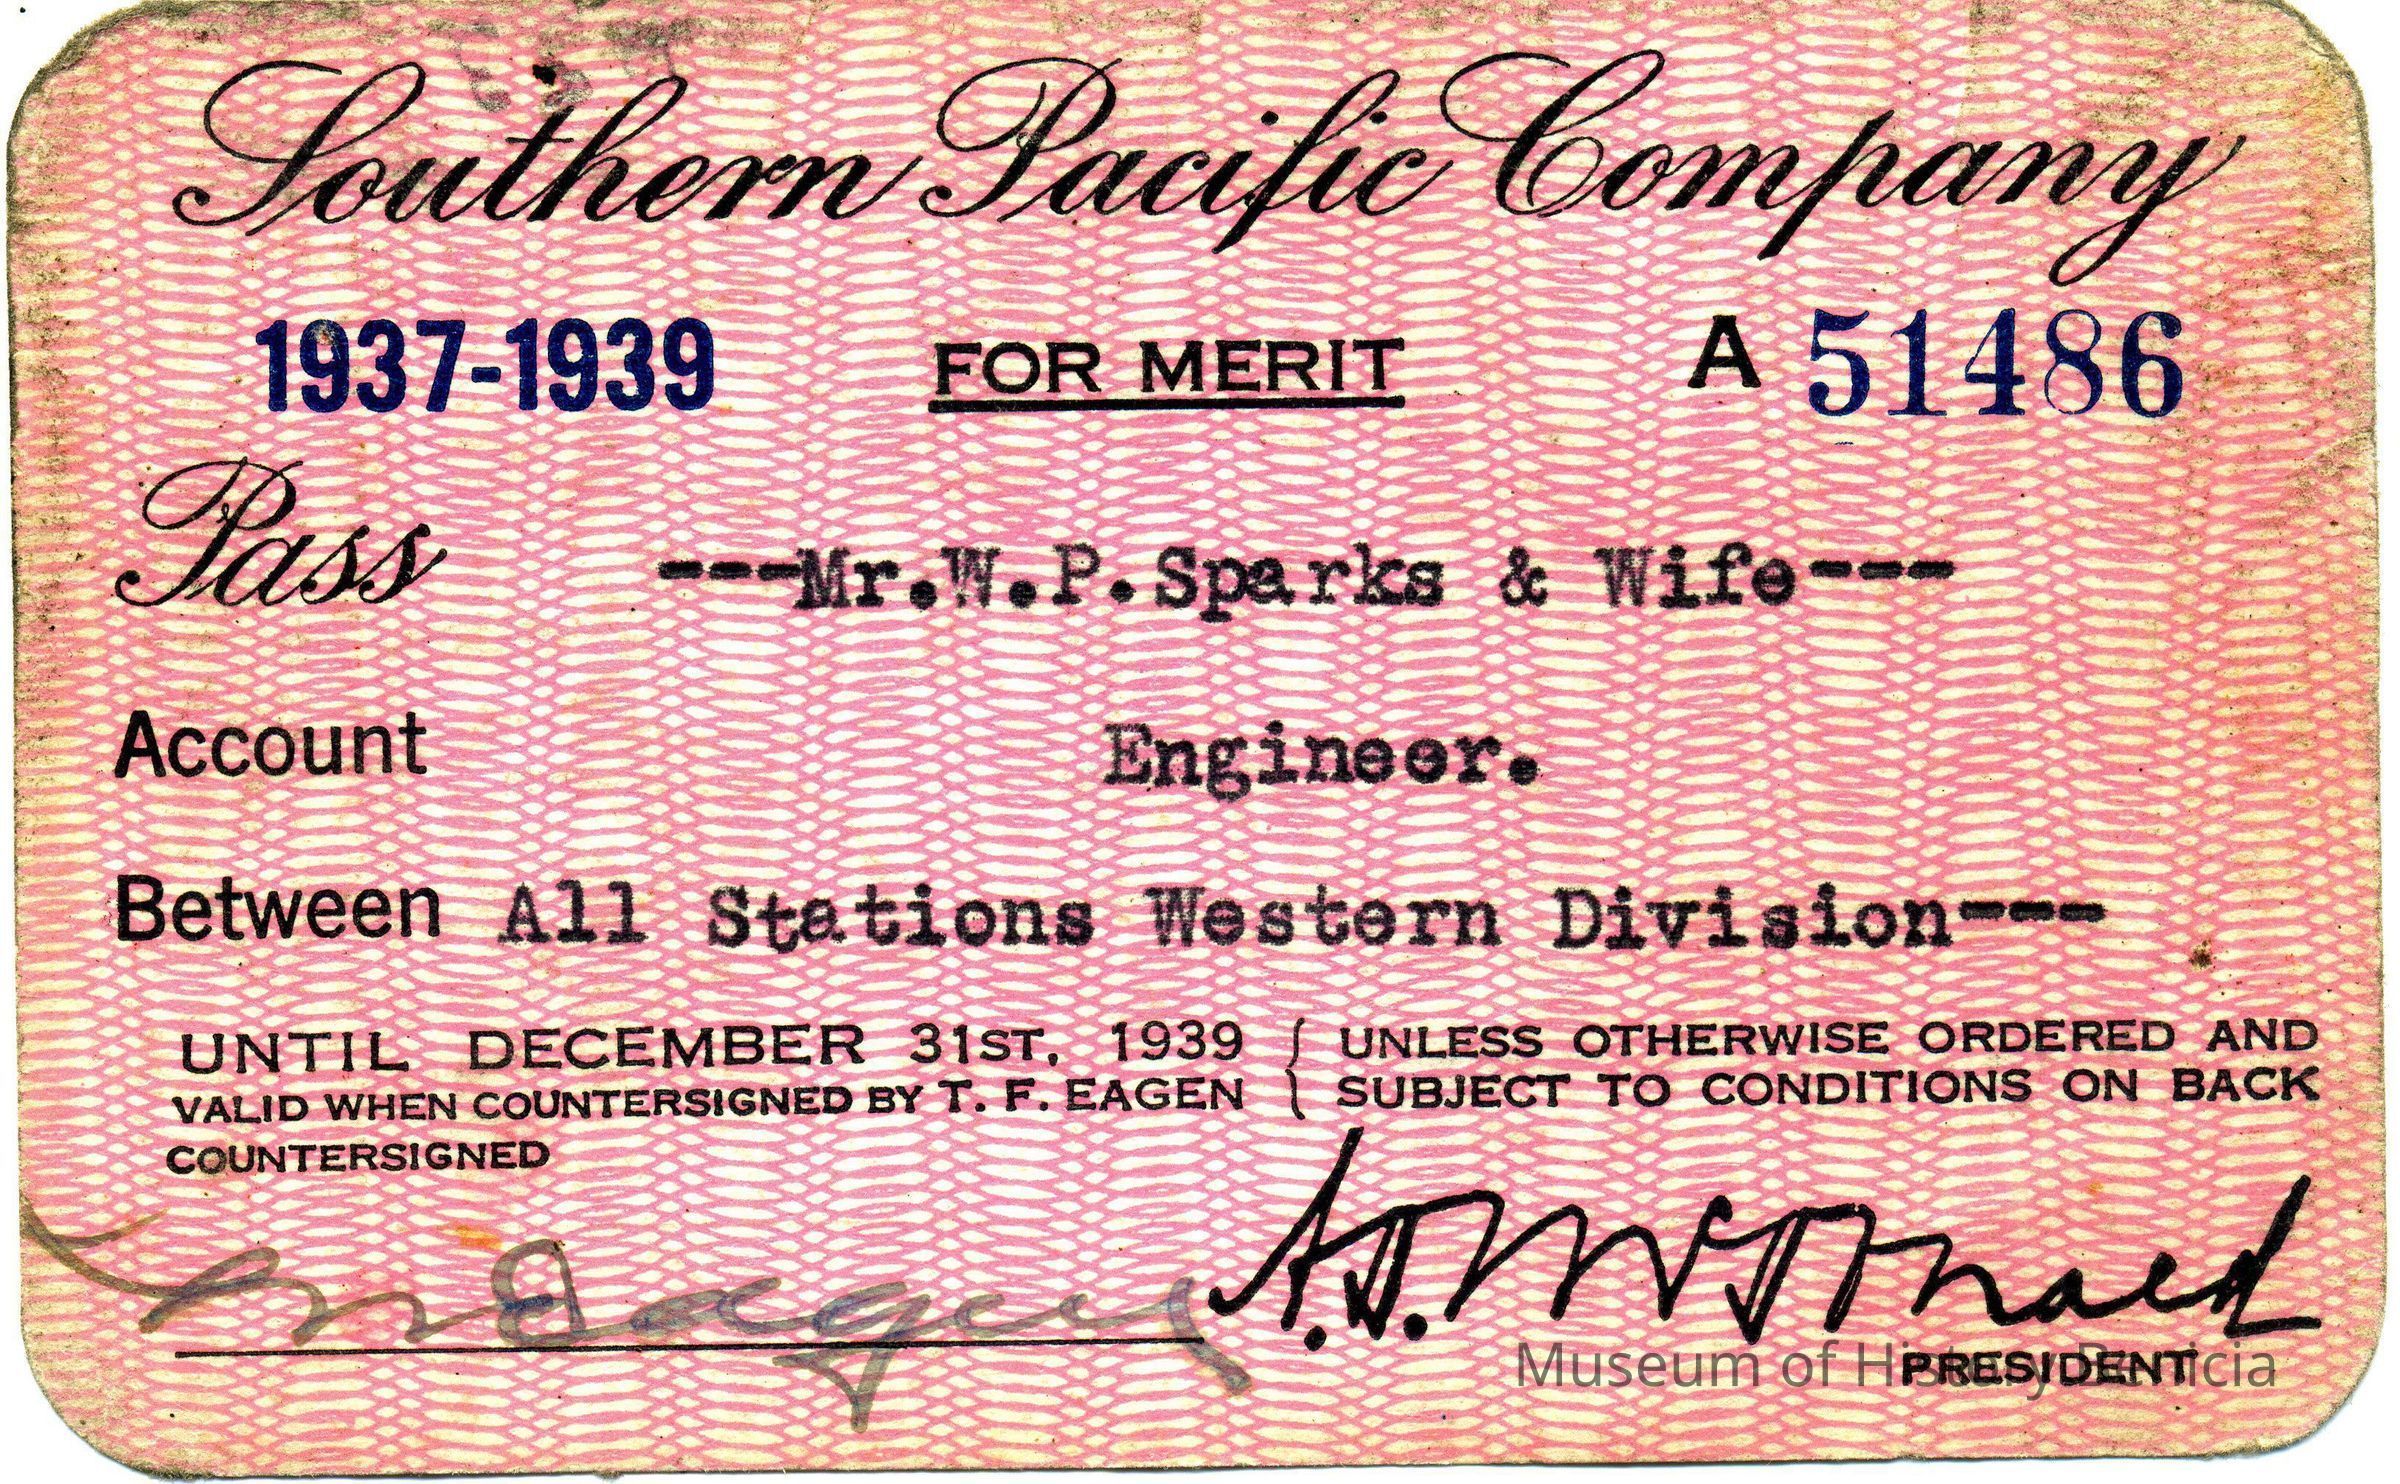 Southern Pacific Company
1937-1939 FOR MERIT A 51486
Pass ---Mr.W.P.Sparks & Wife---
Account Engineer.
Between All Stations Western Division---
UNTIL DECEMBER 31ST, 1939 { UNLESS OTHERWISE ORDERED AND
VALID WHEN COUNTERSIGNED BY T. F. EAGEN { SUBJECT TO CONDITIONS ON BACK
COUNTERSIGNED
A.D. McDonald
PRESIDENT
Museum of History Benicia